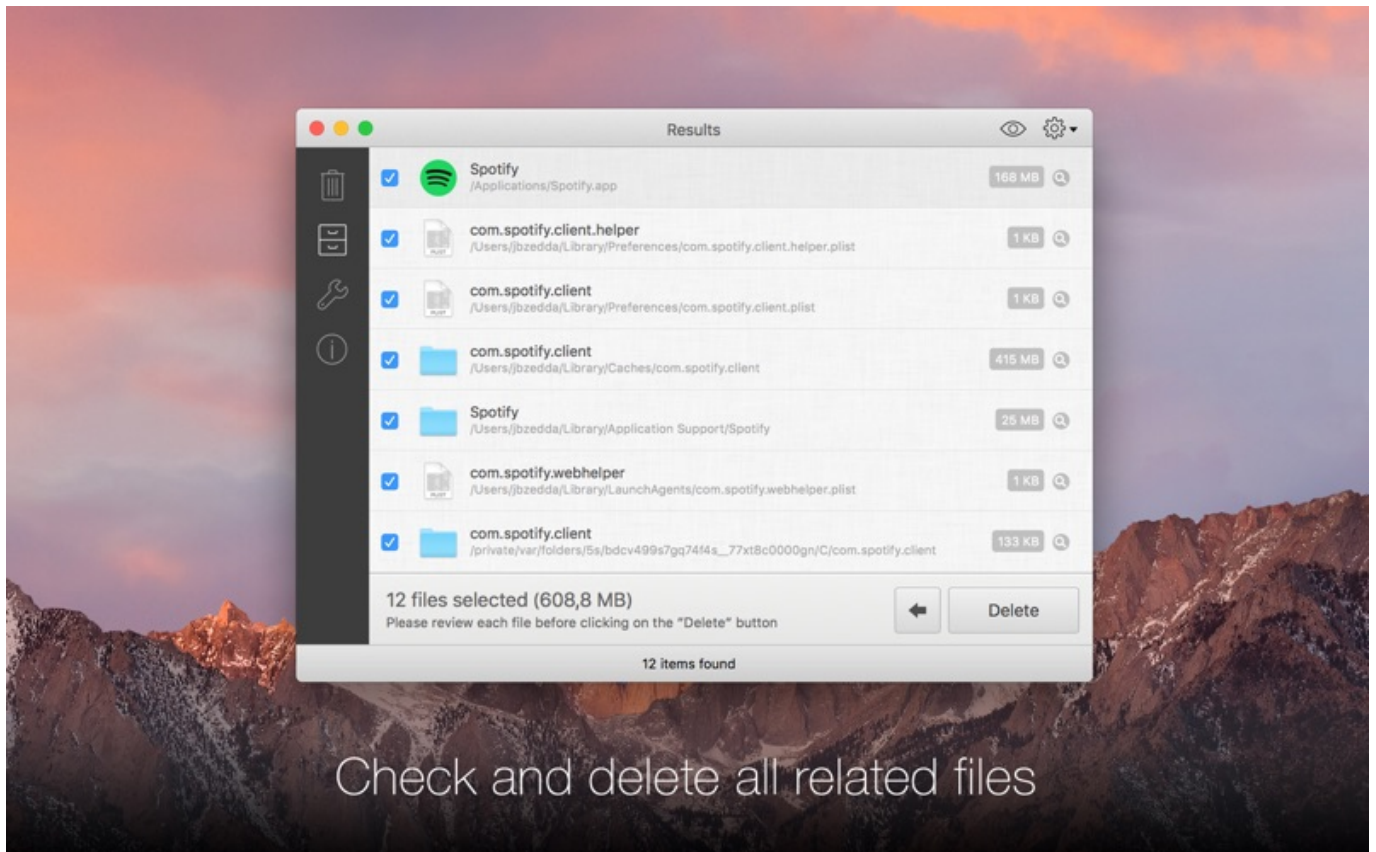 Results
Spotify
/Applications/Spotify.app
168 MB
com.spotify.client.helper
/Users/jbzedda/Library/Preferences/com.spotify.client.helper.plist
1 KB
com.spotify.client
/Users/jbzedda/Library/Preferences/com.spotify.client.plist
1 KB
com.spotify.client
/Users/jbzedda/Library/Caches/com.spotify.client
415 MB
Spotify
/Users/jbzedda/Library/Application Support/Spotify
25 MB
com.spotify.webhelper
/Users/jbzedda/Library/LaunchAgents/com.spotify.webhelper.plist
1 KB
com.spotify.client
/private/var/folders/5s/bdcv499s7gq74f4s__77xt8c0000gn/C/com.spotify.client
133 KB
12 files selected (608,8 MB)
Please review each file before clicking on the "Delete" button
Delete
12 items found
Check and delete all related files